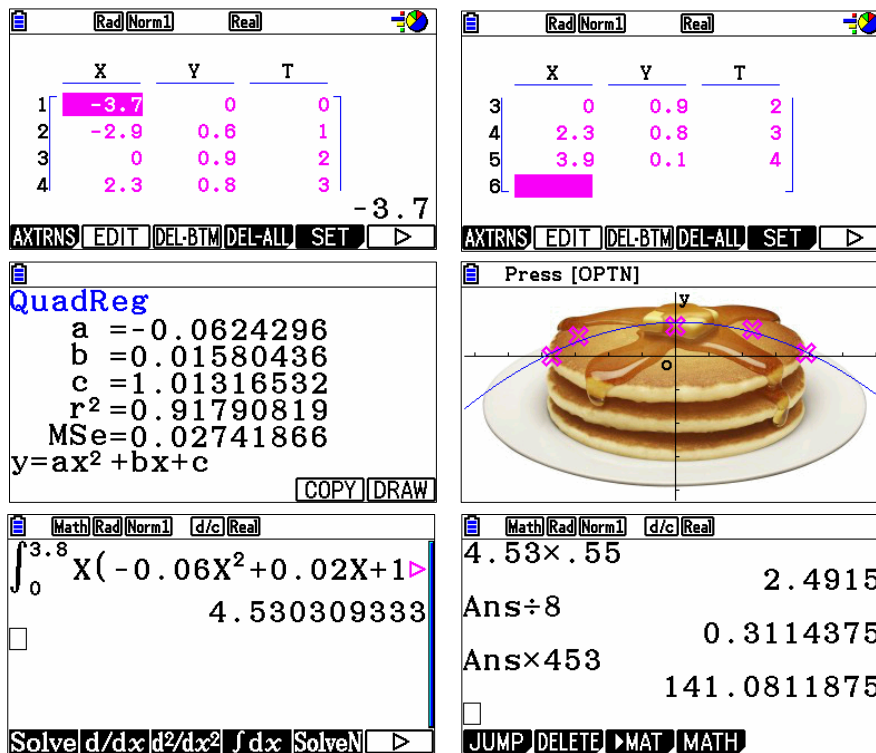 Rad Norm1 Real
X Y T
1 -3.7 0 0
2 -2.9 0.6 1
3 0 0.9 2
4 2.3 0.8 3
-3.7
AXTRNS EDIT DEL·BTM DEL-ALL SET ▷
Rad Norm1 Real
X Y T
3 0 0.9 2
4 2.3 0.8 3
5 3.9 0.1 4
6
AXTRNS EDIT DEL·BTM DEL-ALL SET ▷
QuadReg
a =-0.0624296
b =0.01580436
c =1.01316532
r² =0.91790819
MSe=0.02741866
y=ax²+bx+c
COPY DRAW
Press [OPTN]
y
O
Math Rad Norm1 d/c Real
∫₀³·⁸ X(-0.06X²+0.02X+1▷
4.530309333
Solve d/dx d²/dx² ∫dx SolveN ▷
Math Rad Norm1 d/c Real
4.53×.55
2.4915
Ans÷8
0.3114375
Ans×453
141.0811875
JUMP DELETE ▶MAT MATH